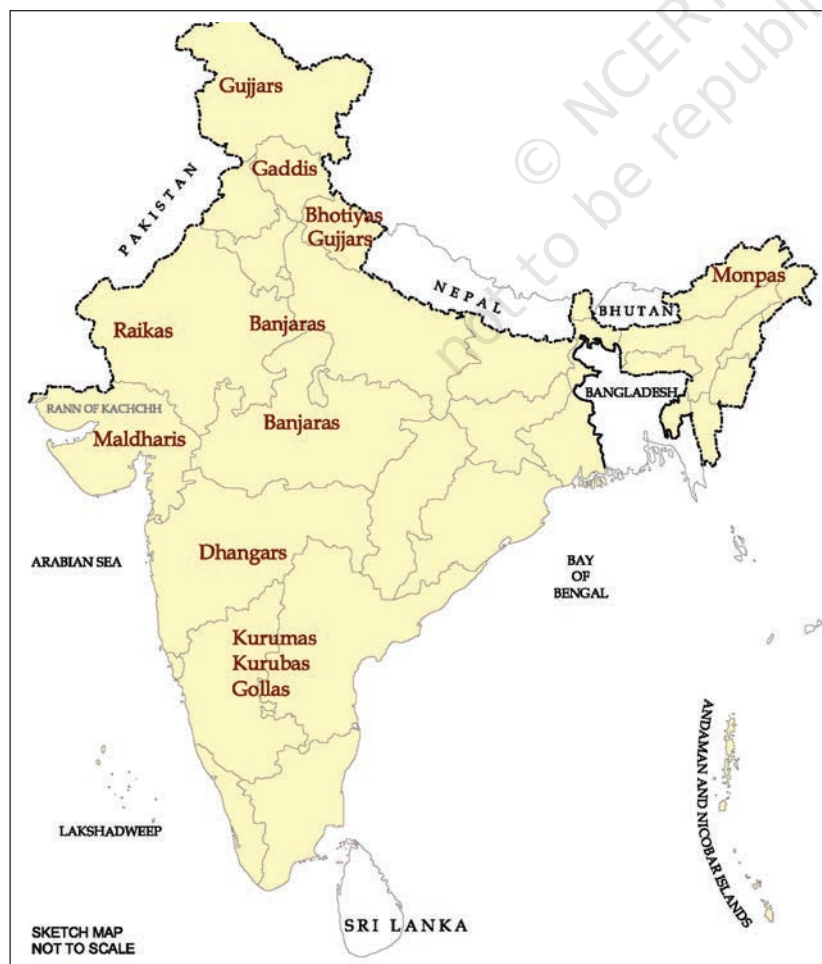 © NCERT
not to be republi
Gujjars
Gaddis
PAKISTAN
Bhotiyas
Gujjars
NEPAL
BHUTAN
Monpas
Raikas
Banjaras
BANGLADESH
RANN OF KACHCHH
Maldharis
Banjaras
ARABIAN SEA
Dhangars
BAY
OF
BENGAL
Kurumas
Kurubas
Gollas
ANDAMAN AND NICOBAR ISLANDS
LAKSHADWEEP
SRI LANKA
SKETCH MAP
NOT TO SCALE